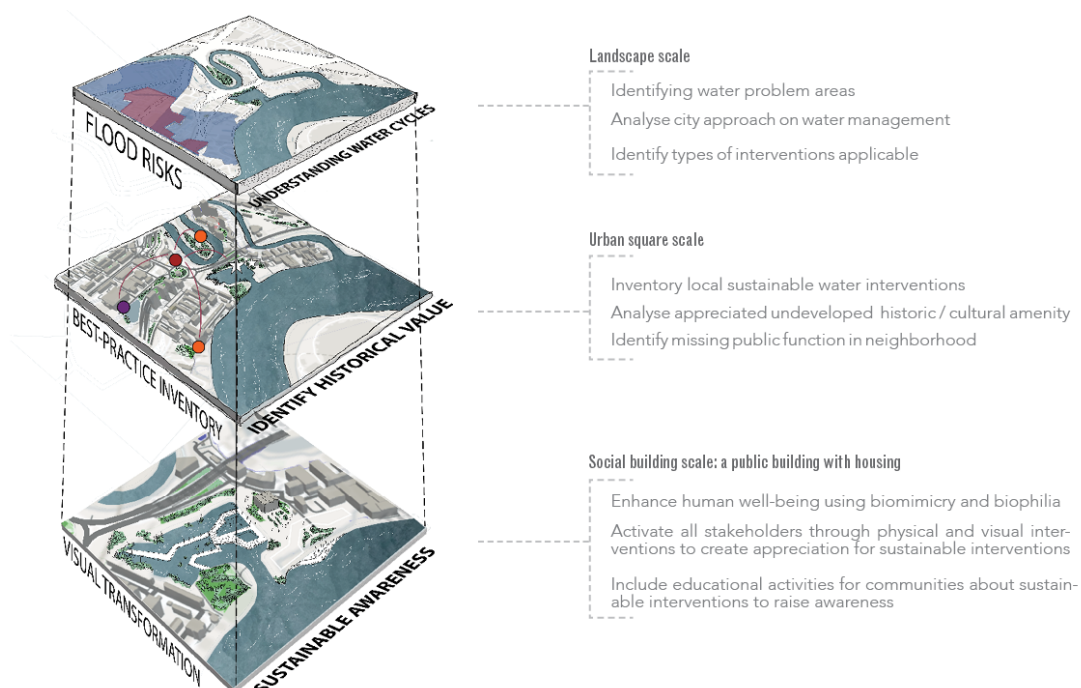 FLOOD RISKS
UNDERSTANDING WATER CYCLES
Landscape scale
Identifying water problem areas
Analyse city approach on water management
Identify types of interventions applicable
BEST-PRACTICE INVENTORY
IDENTIFY HISTORICAL VALUE
Urban square scale
Inventory local sustainable water interventions
Analyse appreciated undeveloped historic / cultural amenity
Identify missing public function in neighborhood
VISUAL TRANSFORMATION
SUSTAINABLE AWARENESS
Social building scale: a public building with housing
Enhance human well-being using biomimicry and biophilia
Activate all stakeholders through physical and visual inter-
ventions to create appreciation for sustainable interventions
Include educational activities for communities about sustain-
able interventions to raise awareness